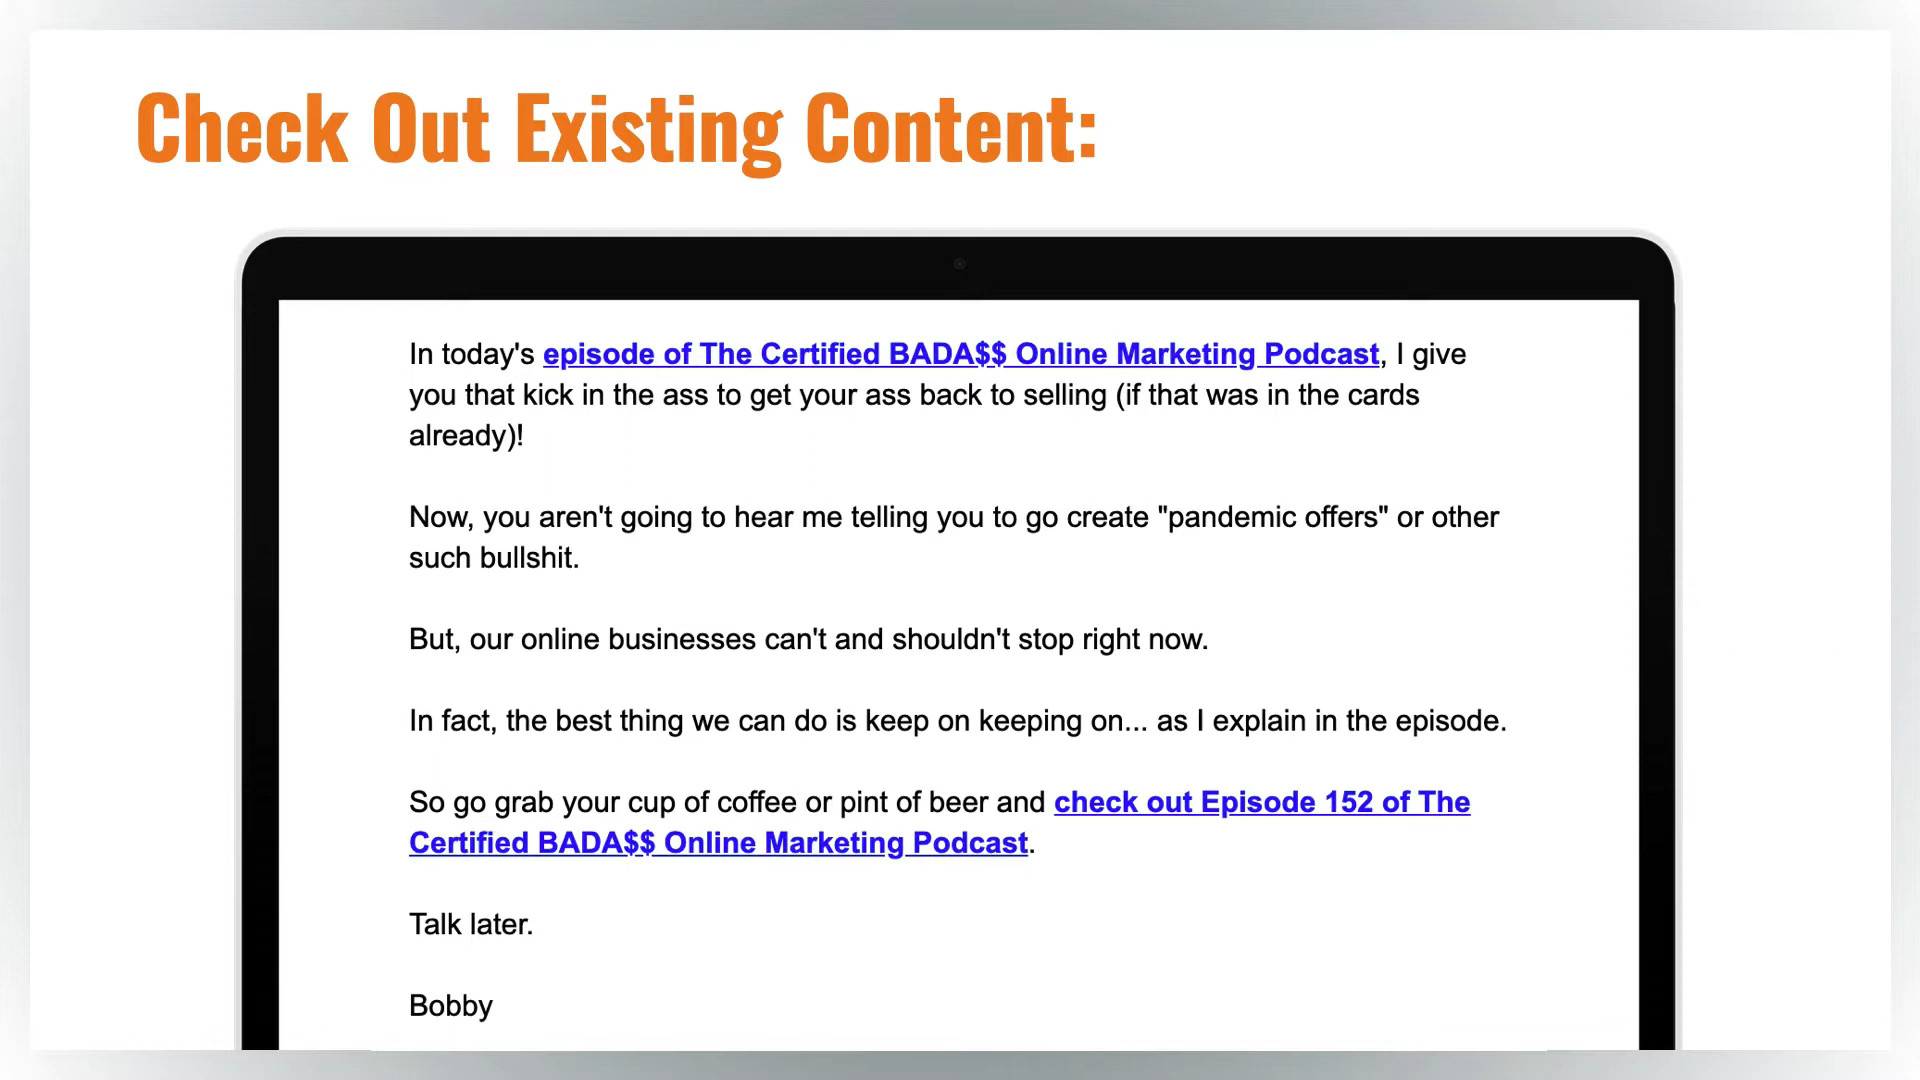 Check Out Existing Content:
In today's episode of The Certified BADA$$ Online Marketing Podcast, I give
you that kick in the ass to get your ass back to selling (if that was in the cards
already)!
Now, you aren't going to hear me telling you to go create "pandemic offers" or other
such bullshit.
But, our online businesses can't and shouldn't stop right now.
In fact, the best thing we can do is keep on keeping on... as I explain in the episode.
So go grab your cup of coffee or pint of beer and check out Episode 152 of The
Certified BADA$$ Online Marketing Podcast.
Talk later.
Bobby